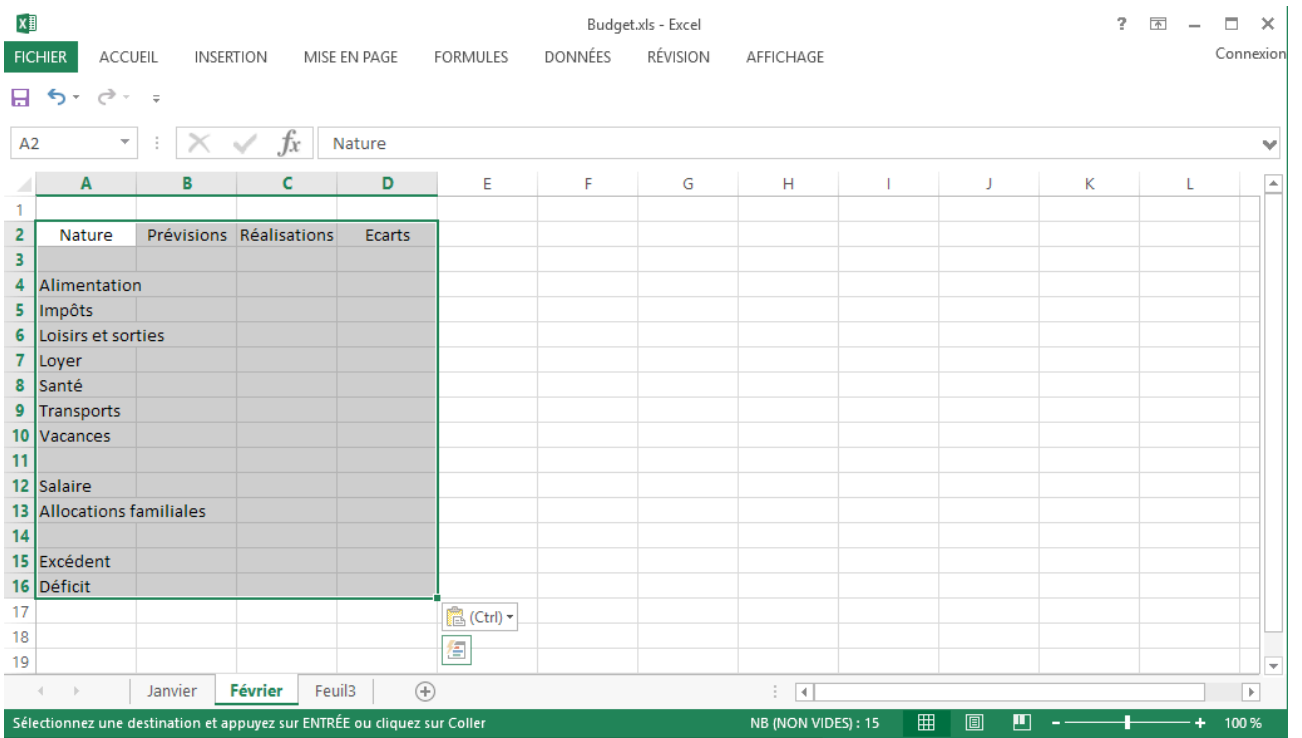 Budget.xls - Excel
?
FICHIER ACCUEIL INSERTION MISE EN PAGE FORMULES DONNÉES RÉVISION AFFICHAGE Connexion
A2 fx Nature
A B C D E F G H I J K L
1
2 Nature Prévisions Réalisations Ecarts
3
4 Alimentation
5 Impôts
6 Loisirs et sorties
7 Loyer
8 Santé
9 Transports
10 Vacances
11
12 Salaire
13 Allocations familiales
14
15 Excédent
16 Déficit
17 (Ctrl)
18
19
Janvier Février Feuil3
Sélectionnez une destination et appuyez sur ENTRÉE ou cliquez sur Coller NB (NON VIDES) : 15 - + 100 %